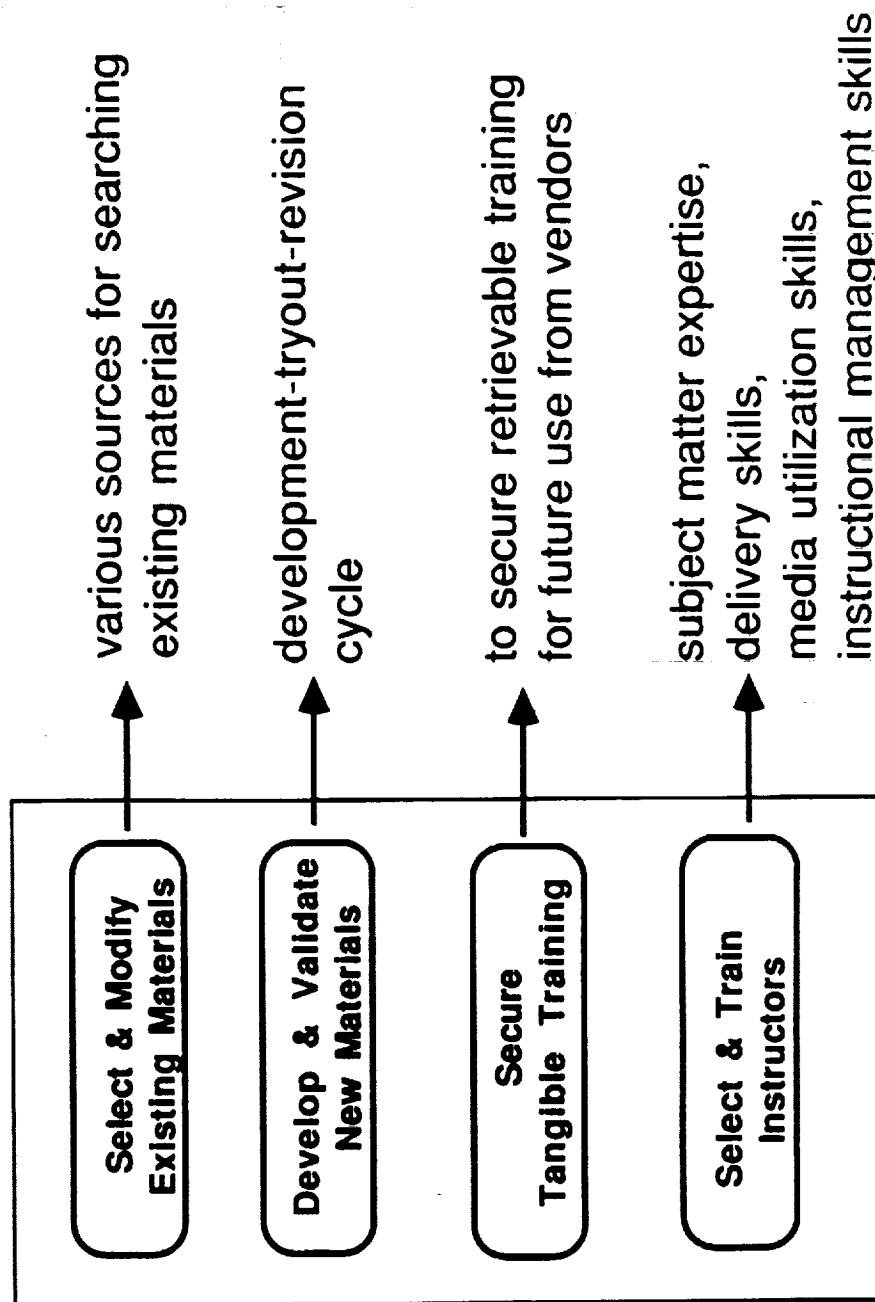 Select & Modify
Existing Materials
various sources for searching
existing materials
Develop & Validate
New Materials
development-tryout-revision
cycle
Secure
Tangible Training
to secure retrievable training
for future use from vendors
Select & Train
Instructors
subject matter expertise,
delivery skills,
media utilization skills,
instructional management skills